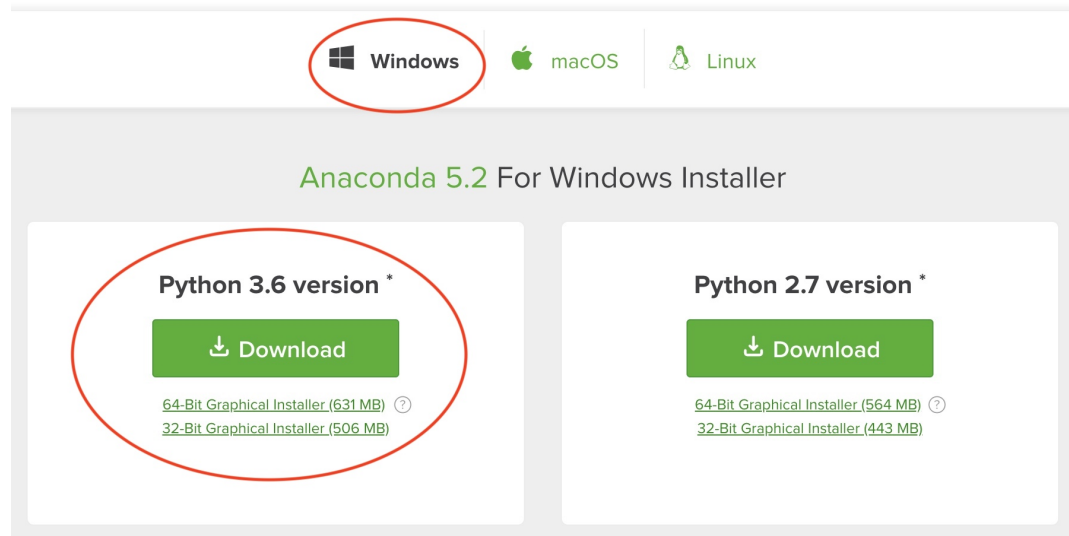 Windows
macOS
Linux
Anaconda 5.2 For Windows Installer
Python 3.6 version *
Download
64-Bit Graphical Installer (631 MB) ?
32-Bit Graphical Installer (506 MB)
Python 2.7 version *
Download
64-Bit Graphical Installer (564 MB) ?
32-Bit Graphical Installer (443 MB)